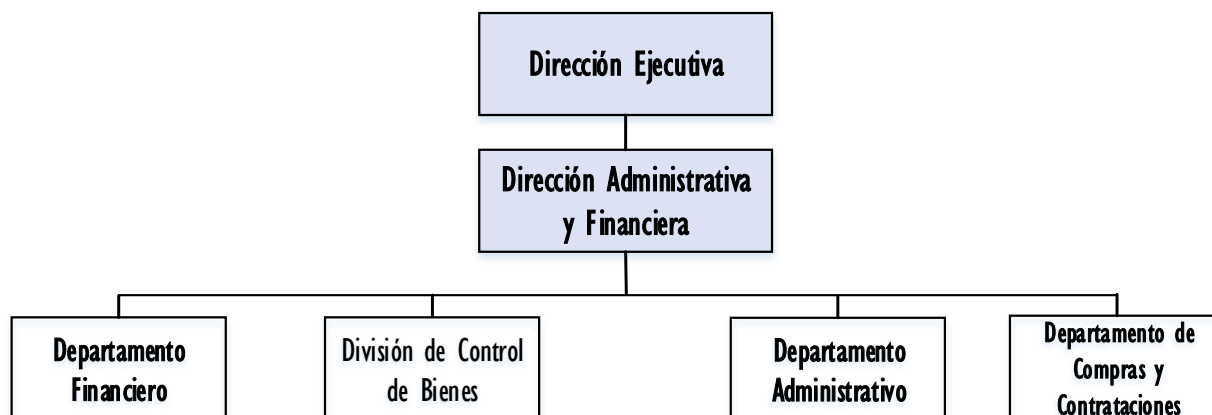 Dirección Ejecutiva
Dirección Administrativa
y Financiera
Departamento
Financiero
División de Control
de Bienes
Departamento
Administrativo
Departamento de
Compras y
Contrataciones